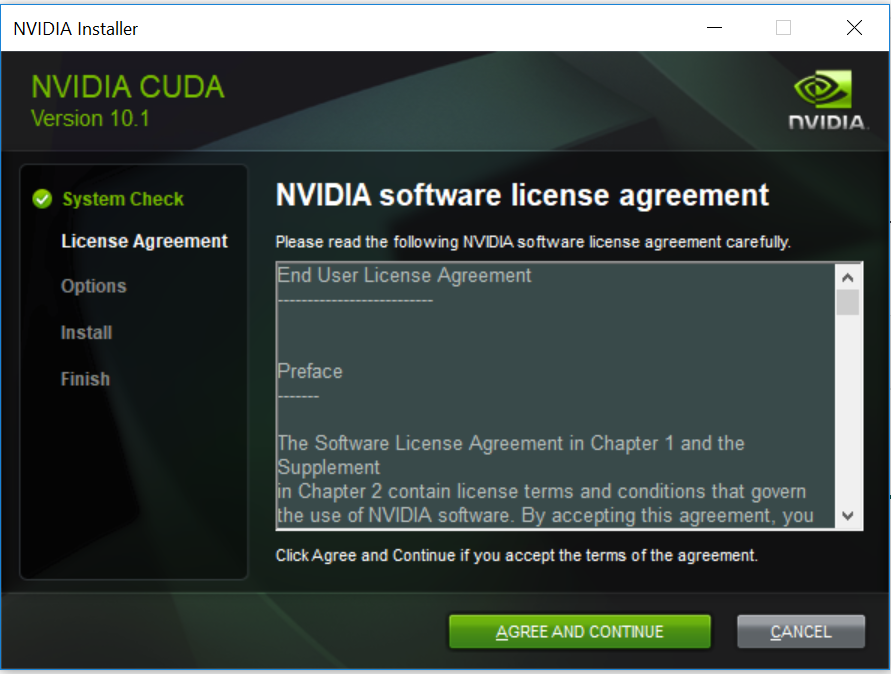 NVIDIA Installer
NVIDIA CUDA
Version 10.1
NVIDIA.
System Check
License Agreement
Options
Install
Finish
NVIDIA software license agreement
Please read the following NVIDIA software license agreement carefully.
End User License Agreement
--------------------------
Preface
-------
The Software License Agreement in Chapter 1 and the
Supplement
in Chapter 2 contain license terms and conditions that govern
the use of NVIDIA software. By accepting this agreement, you
Click Agree and Continue if you accept the terms of the agreement.
AGREE AND CONTINUE
CANCEL